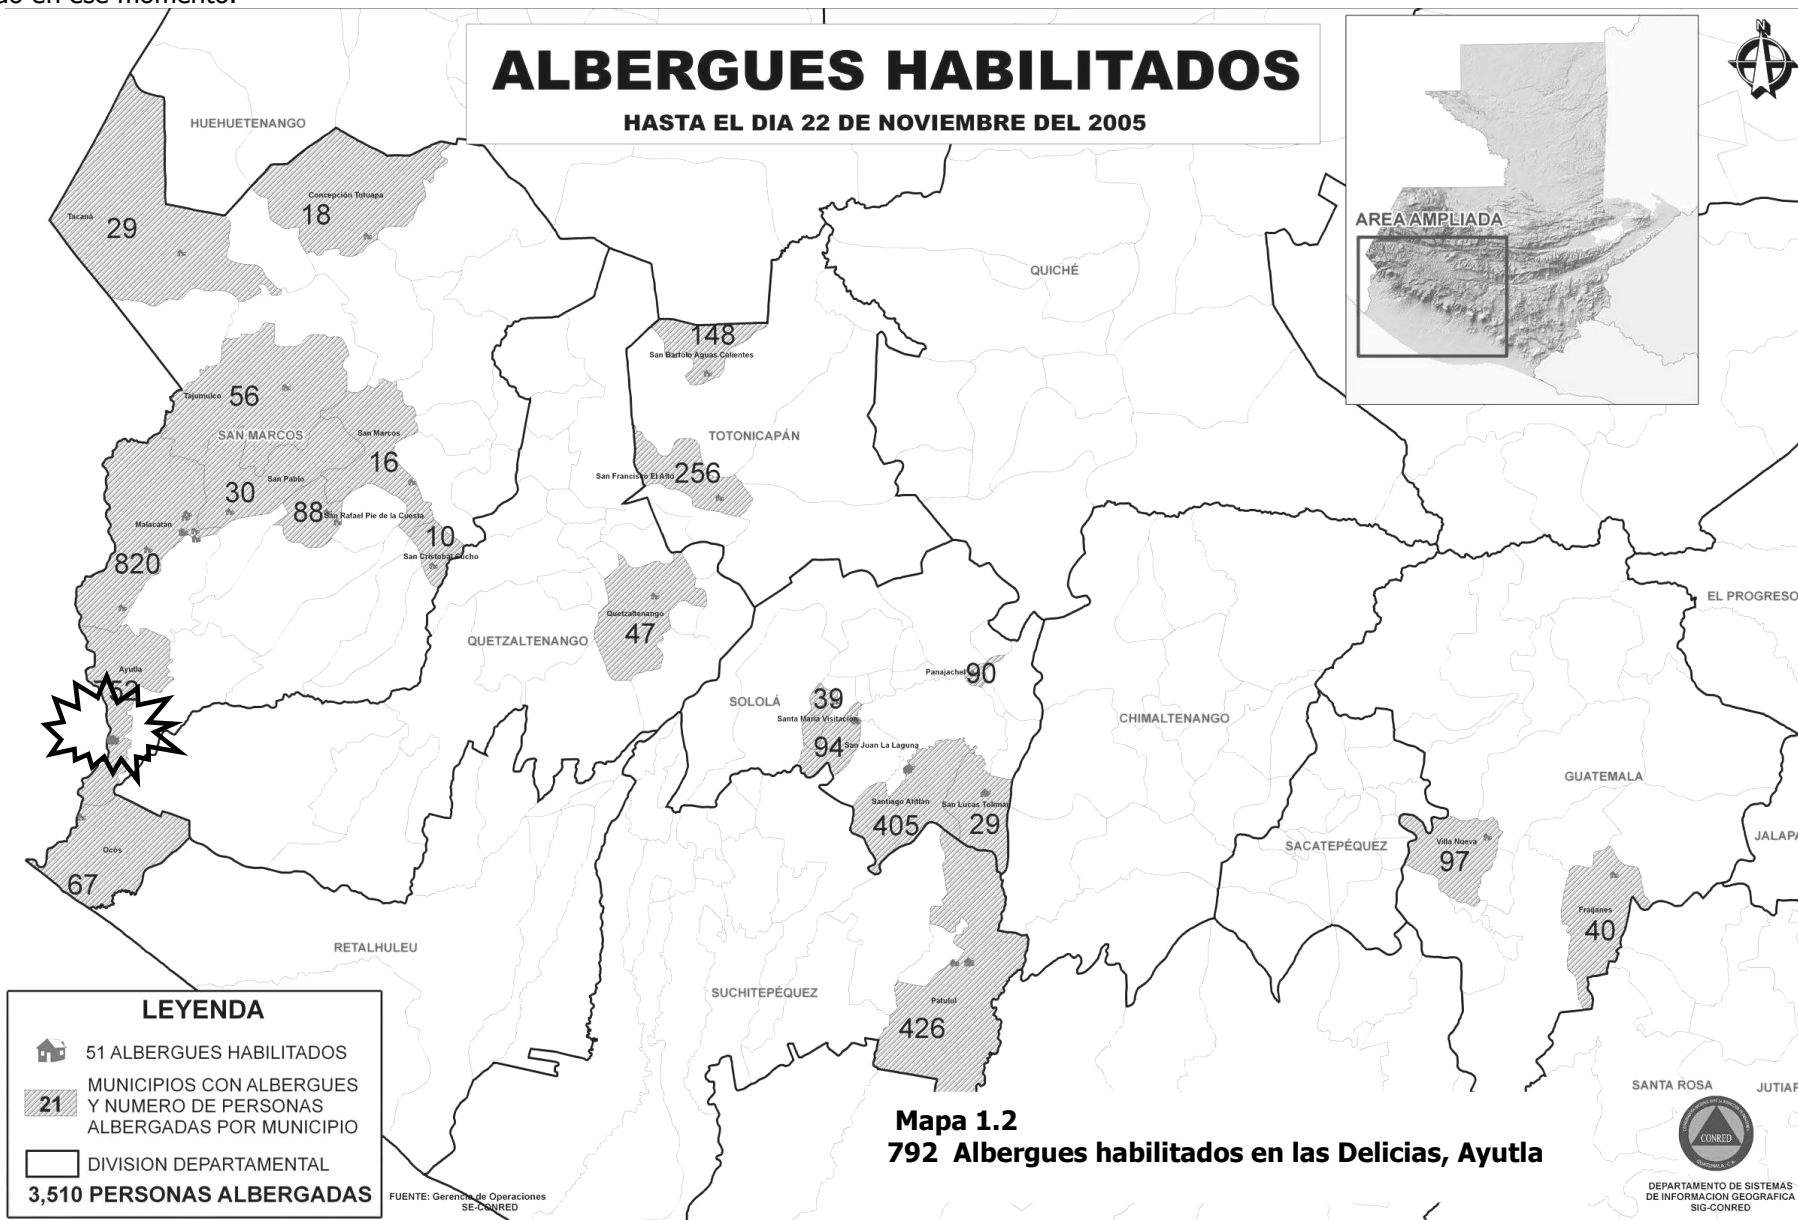 do en ese momento.
ALBERGUES HABILITADOS
HASTA EL DIA 22 DE NOVIEMBRE DEL 2005
AREA AMPLIADA
N
HUEHUETENANGO
Concepción Tutuapa
18
Tacaná
29
QUICHÉ
148
San Bartolo Aguas Calientes
Tajumulco
56
SAN MARCOS
San Marcos
16
TOTONICAPÁN
San Francisco El Alto
256
San Pablo
30
88
San Rafael Pie de la Cuesta
Malacatán
820
10
San Cristobal Cucho
EL PROGRESO
Quetzaltenango
47
QUETZALTENANGO
Ayutla
Panajachel
90
SOLOLÁ
39
Santa María Visitación
94
San Juan La Laguna
CHIMALTENANGO
GUATEMALA
Santiago Atitlán
405
San Lucas Tolimán
29
SACATEPÉQUEZ
Villa Nueva
97
JALAPA
Ocós
67
Fraijanes
40
RETALHULEU
SUCHITEPÉQUEZ
Patulul
426
SANTA ROSA
JUTIAP
LEYENDA
51 ALBERGUES HABILITADOS
21
MUNICIPIOS CON ALBERGUES
Y NUMERO DE PERSONAS
ALBERGADAS POR MUNICIPIO
DIVISION DEPARTAMENTAL
3,510 PERSONAS ALBERGADAS
FUENTE: Gerencia de Operaciones
SE-CONRED
Mapa 1.2
792 Albergues habilitados en las Delicias, Ayutla
CONRED
GUATEMALA, C.A.
DEPARTAMENTO DE SISTEMAS
DE INFORMACION GEOGRAFICA
SIG-CONRED